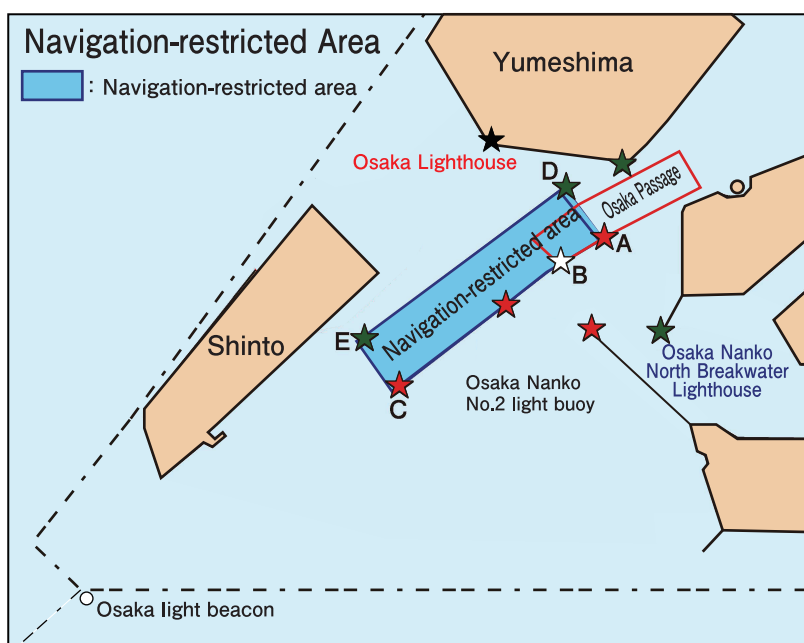 Navigation-restricted Area
: Navigation-restricted area
Yumeshima
Osaka Lighthouse
D
Osaka Passage
A
Navigation-restricted area
B
Shinto
E
C
Osaka Nanko
No.2 light buoy
Osaka Nanko
North Breakwater
Lighthouse
Osaka light beacon